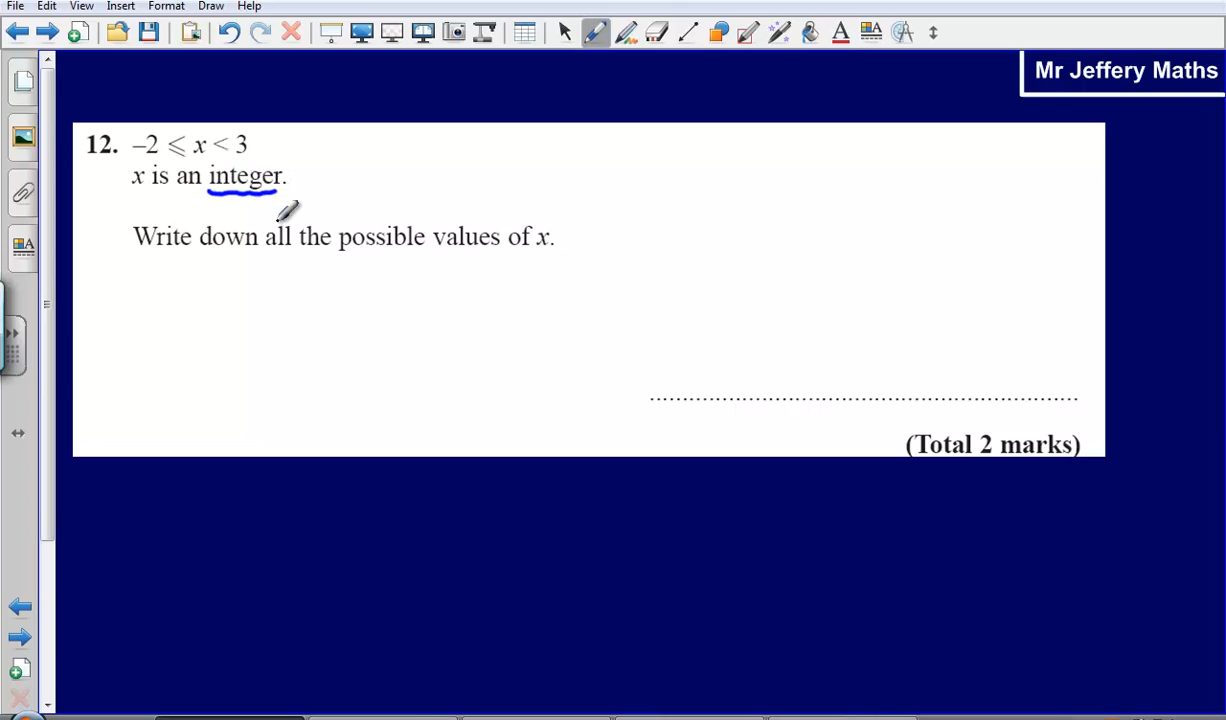 File Edit View Insert Format Draw Help
Mr Jeffery Maths
12. –2 ⩽ x < 3
x is an integer.
Write down all the possible values of x.
................................................................................
(Total 2 marks)